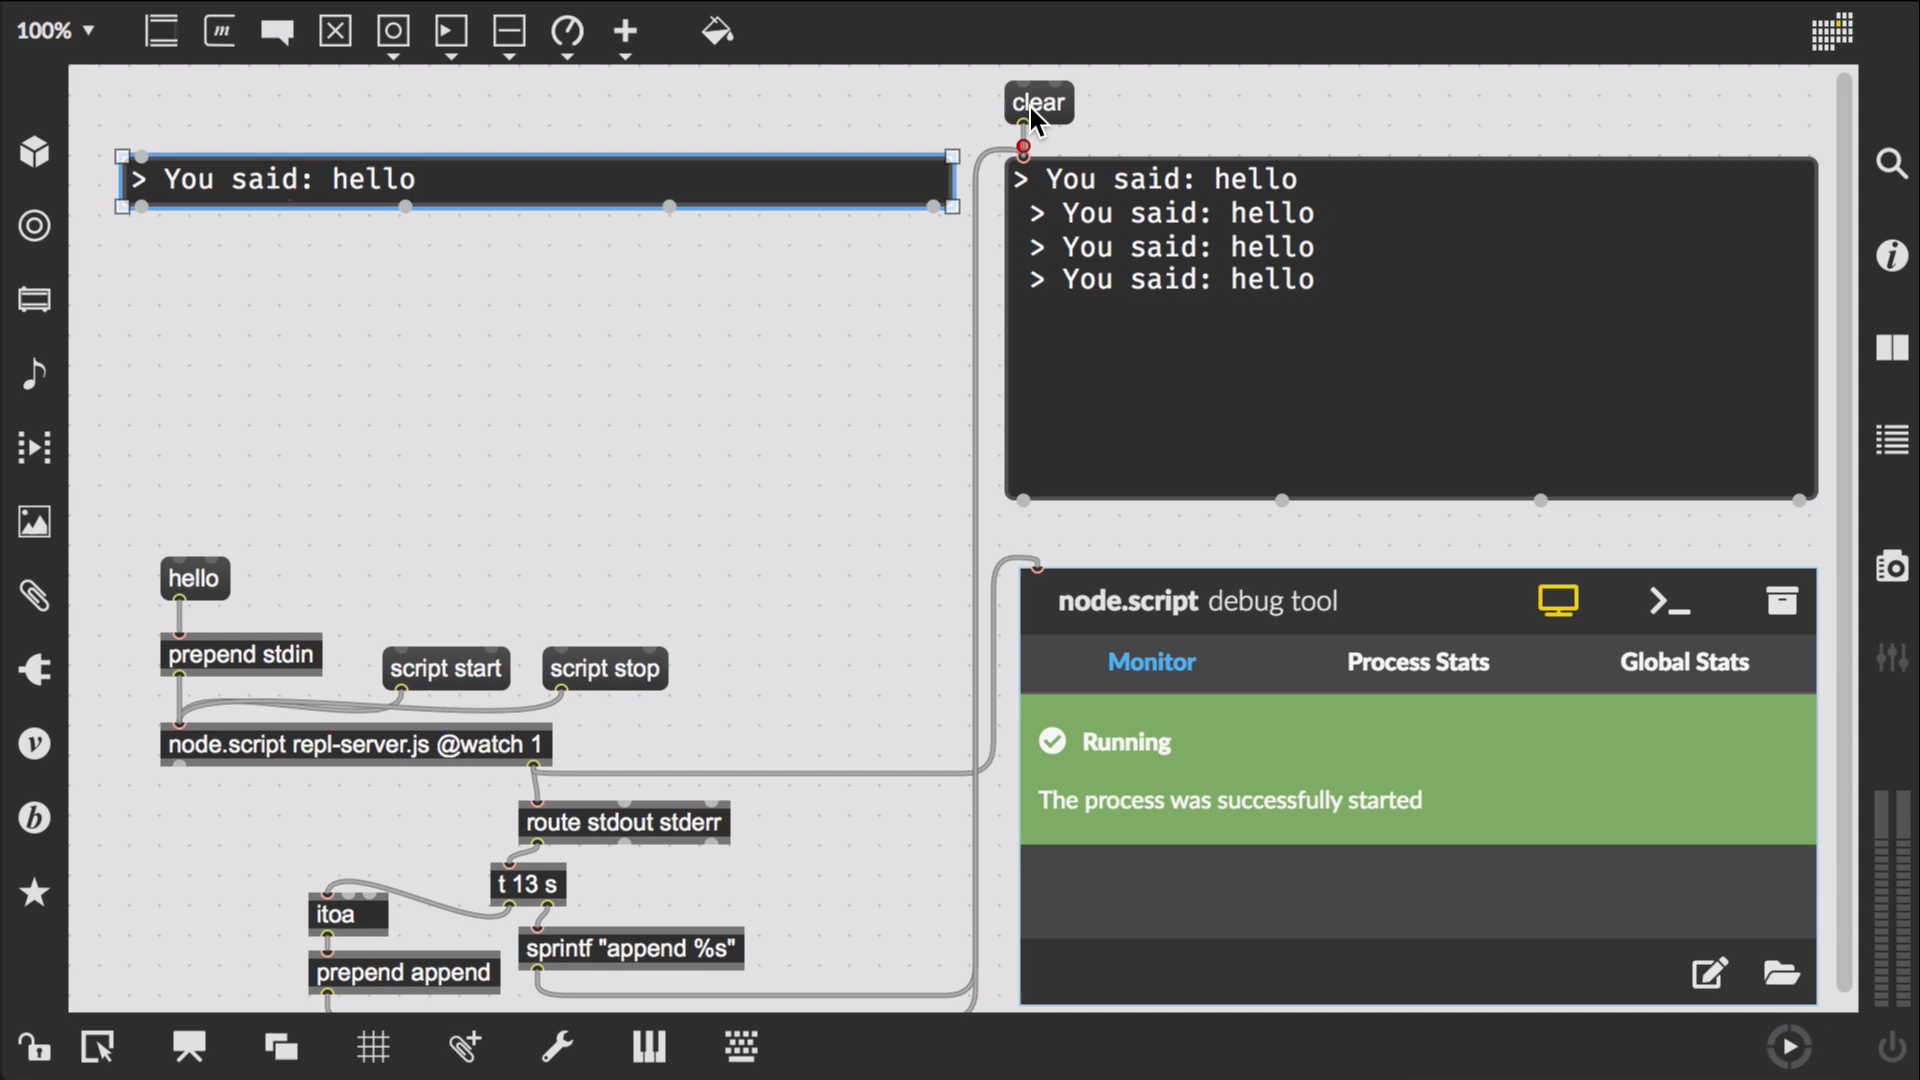 100%
clear
> You said: hello
> You said: hello
> You said: hello
> You said: hello
> You said: hello
hello
prepend stdin
script start
script stop
node.script repl-server.js @watch 1
route stdout stderr
t 13 s
itoa
sprintf "append %s"
prepend append
node.script debug tool
Monitor
Process Stats
Global Stats
Running
The process was successfully started